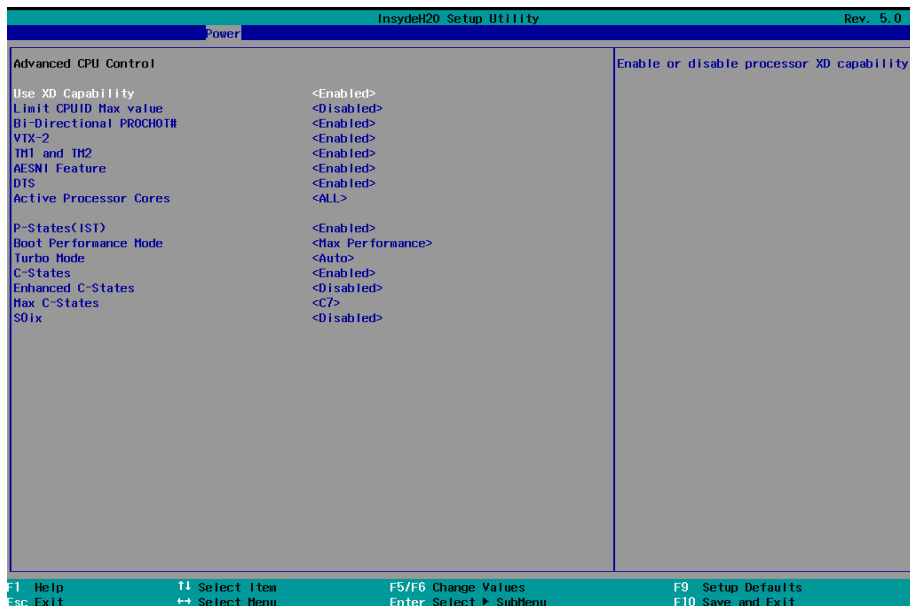 InsydeH2O Setup Utility Rev. 5.0
Power
Advanced CPU Control
Enable or disable processor XD capability
Use XD Capability <Enabled>
Limit CPUID Max value <Disabled>
Bi-Directional PROCHOT# <Enabled>
VTX-2 <Enabled>
TM1 and TM2 <Enabled>
AESNI Feature <Enabled>
DTS <Enabled>
Active Processor Cores <ALL>
P-States(IST) <Enabled>
Boot Performance Mode <Max Performance>
Turbo Mode <Auto>
C-States <Enabled>
Enhanced C-States <Disabled>
Max C-States <C7>
S0ix <Disabled>
F1 Help ↑↓ Select Item F5/F6 Change Values F9 Setup Defaults
Esc Exit ↔ Select Menu Enter Select ▶ SubMenu F10 Save and Exit